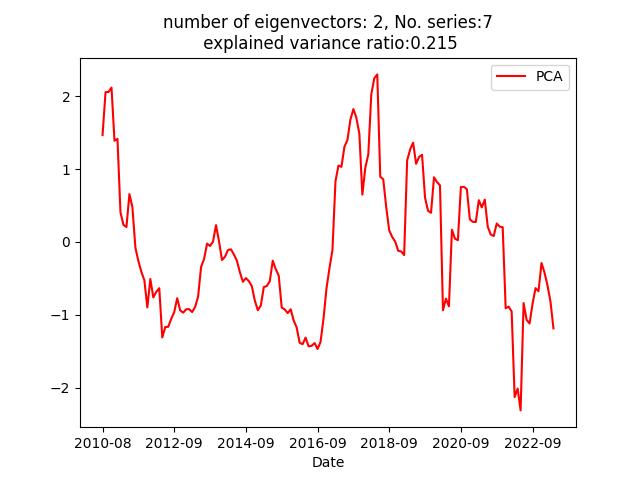 number of eigenvectors: 2, No. series:7
explained variance ratio:0.215
PCA
2
1
0
−1
−2
2010-08 2012-09 2014-09 2016-09 2018-09 2020-09 2022-09
Date